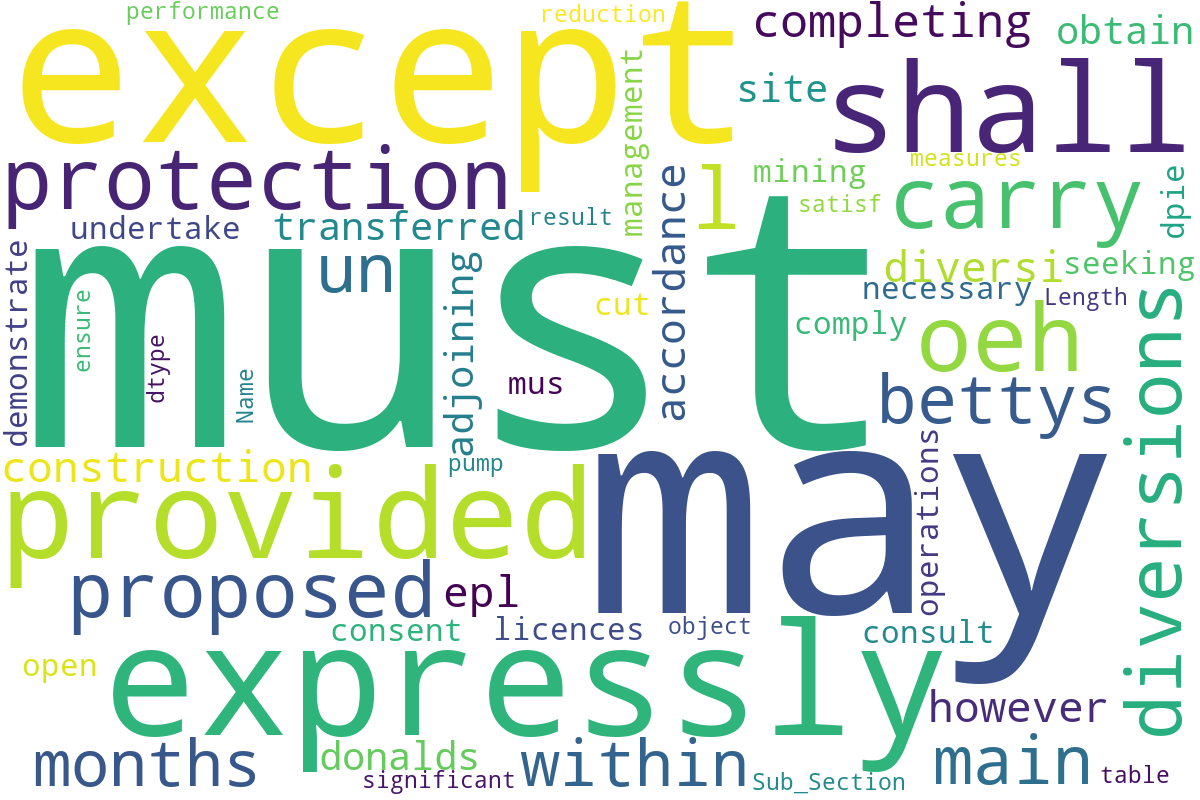 performance
reduction
except
completing
obtain
site
shall
management
protection
mining
measures
l
carry
dpie
satisf
accordance
undertake
transferred
result
un
must
demonstrate
diversi
seeking
adjoining
ensure
cut
necessary
Length
diversions
comply
oeh
dtype
Name
mus
bettys
construction
pump
may
operations
provided
proposed
epl
consent
licences
object
expressly
consult
open
however
months
donalds
within
main
significant
Sub_Section
table